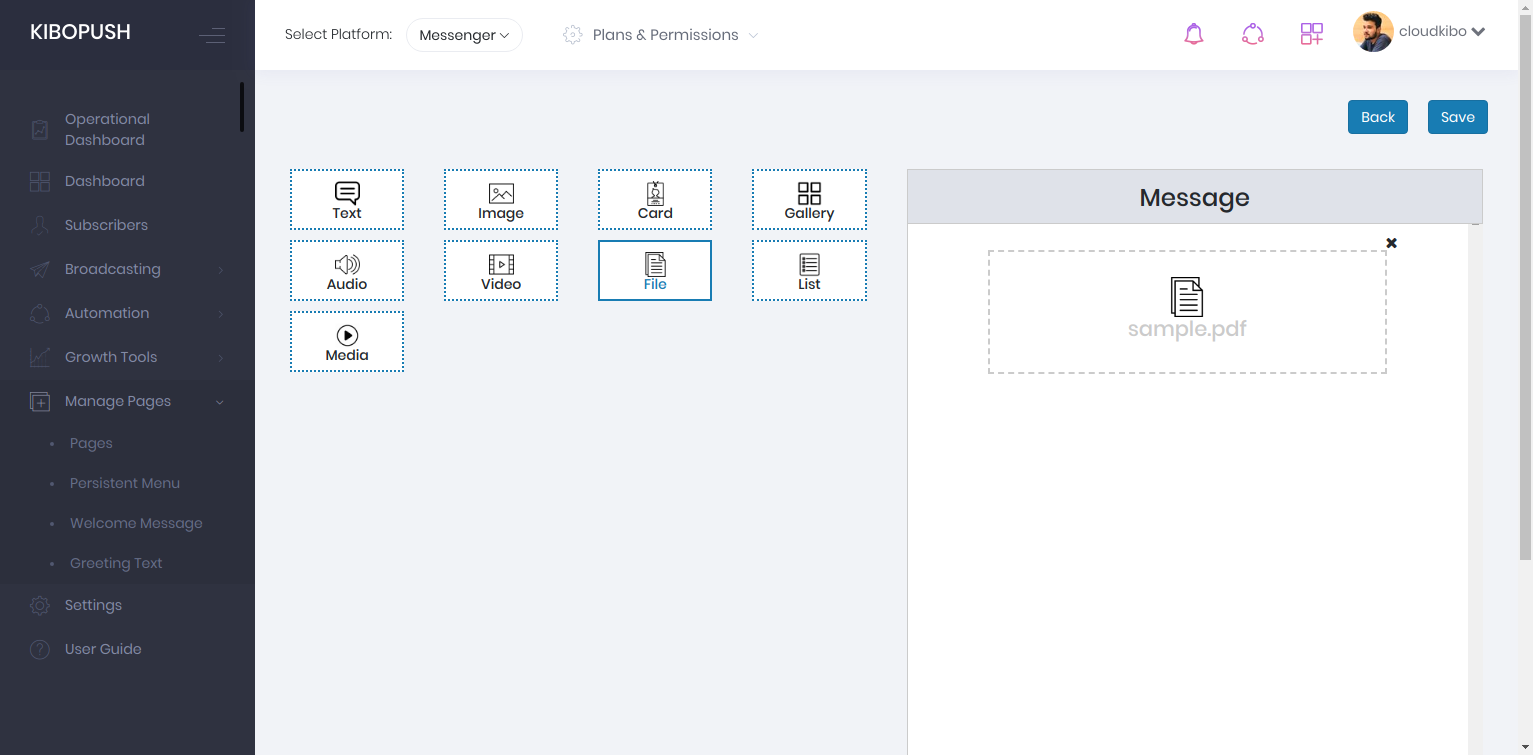 KIBOPUSH
Select Platform:
Messenger
Plans & Permissions
cloudkibo
Operational
Dashboard
Dashboard
Subscribers
Broadcasting
Automation
Growth Tools
Manage Pages
Pages
Persistent Menu
Welcome Message
Greeting Text
Settings
User Guide
Back
Save
Text
Image
Card
Gallery
Audio
Video
File
List
Media
Message
sample.pdf